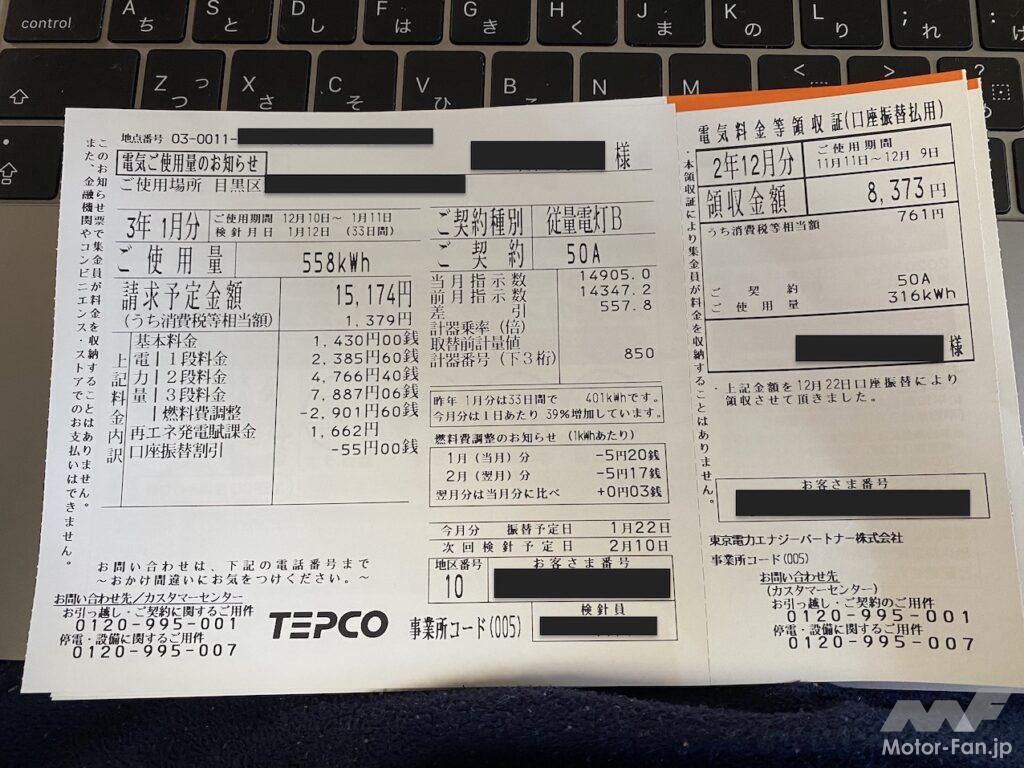 control
A ち
S と
D し
F は
G き
H く
J ま
K の
L り
; れ
Z つ っ
X さ
C そ
V ひ
B こ
N み
M も
<
>
?
地点番号 03-0011-
電気ご使用量のお知らせ
様
ご使用場所 目黒区
3年 1月分
ご使用期間 12月10日～ 1月11日
検針月日 1月12日 (33日間)
ご使用量 558kWh
請求予定金額 15,174円
(うち消費税等相当額) 1,379円
上記料金内訳
基本料金 1,430円00銭
電力量
1段料金 2,385円60銭
2段料金 4,766円40銭
3段料金 7,887円06銭
燃料費調整 -2,901円60銭
再エネ発電賦課金 1,662円
口座振替割引 -55円00銭
このお知らせ票で集金員が料金を収納することはありません。
また、金融機関やコンビニエンス・ストアでのお支払いはできません。
お問い合わせは、下記の電話番号まで
～おかけ間違いにお気をつけください。～
お問い合わせ先/カスタマーセンター
お引っ越し・ご契約に関するご用件
0120-995-001
停電・設備に関するご用件
0120-995-007
TEPCO
事業所コード(005)
ご契約種別 従量電灯B
ご契約 50A
当月指示数 14905.0
前月指示数 14347.2
差引 557.8
計器乗率(倍)
取替前計量値
計器番号(下3桁) 850
昨年 1月分は33日間で 401kWhです。
今月分は1日あたり 39%増加しています。
燃料費調整のお知らせ (1kWhあたり)
1月(当月)分 -5円20銭
2月(翌月)分 -5円17銭
翌月分は当月分に比べ +0円03銭
今月分 振替予定日 1月22日
次回検針予定日 2月10日
地区番号
10
お客さま番号
検針員
電気料金等領収証(口座振替払用)
2年12月分
ご使用期間
11月11日～12月 9日
領収金額 8,373円
うち消費税等相当額 761円
ご契約 50A
ご使用量 316kWh
様
・本領収証により集金員が料金を収納することはありません。
・上記金額を12月22日口座振替により
領収させて頂きました。
お客さま番号
東京電力エナジーパートナー株式会社
事業所コード(005)
お問い合わせ先
(カスタマーセンター)
お引っ越し・ご契約のご用件
0120-995-001
停電・設備に関するご用件
0120-995-007
MF
Motor-Fan.jp